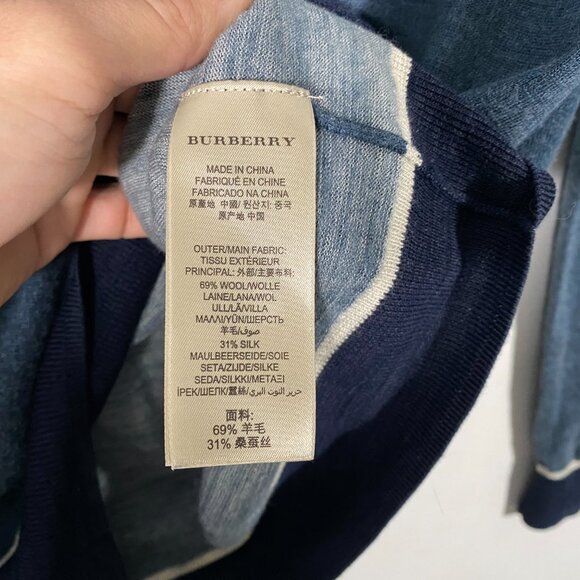 BURBERRY
MADE IN CHINA
FABRIQUÉ EN CHINE
FABRICADO NA CHINA
原產地 中國/ 원산지: 중국
原产地 中国
OUTER/MAIN FABRIC:
TISSU EXTÉRIEUR
PRINCIPAL: 外部/主要布料:
69% WOOL/WOLLE
LAINE/LANA/WOL
ULL/LÃ/VILLA
ΜΑΛΛΙ/YÜN/ШЕРСТЬ
羊毛/صوف
31% SILK
MAULBEERSEIDE/SOIE
SETA/ZIJDE/SILKE
SEDA/SILKKI/ΜΕΤΑΞΙ
İPEK/ШЕЛК/蠶絲/حرير التوت البري
面料:
69% 羊毛
31% 桑蚕丝